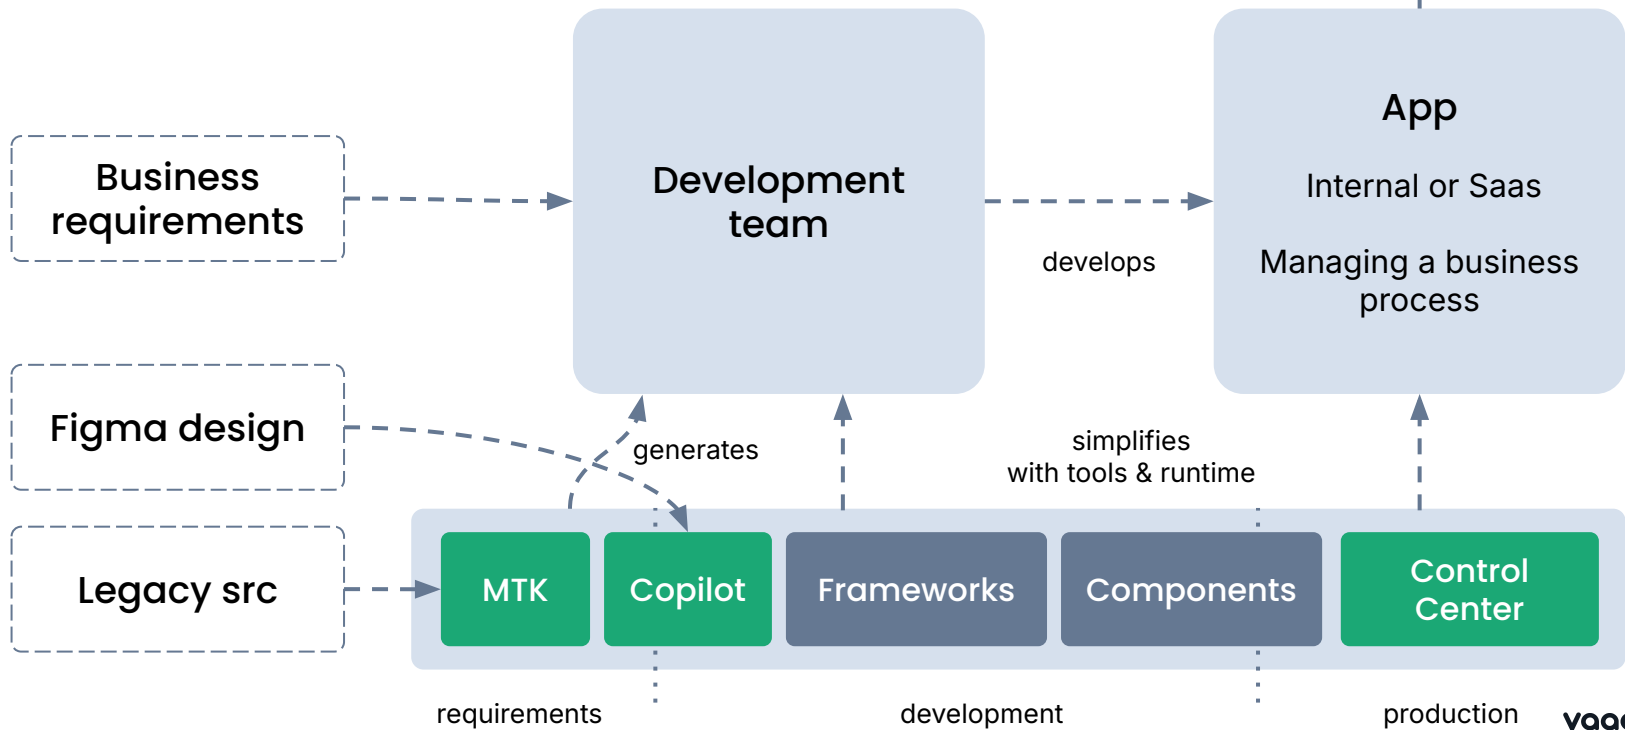 Business
requirements
Development
team
develops
App
Internal or Saas
Managing a business
process
Figma design
generates
simplifies
with tools & runtime
Legacy src
MTK
Copilot
Frameworks
Components
Control
Center
requirements
development
production